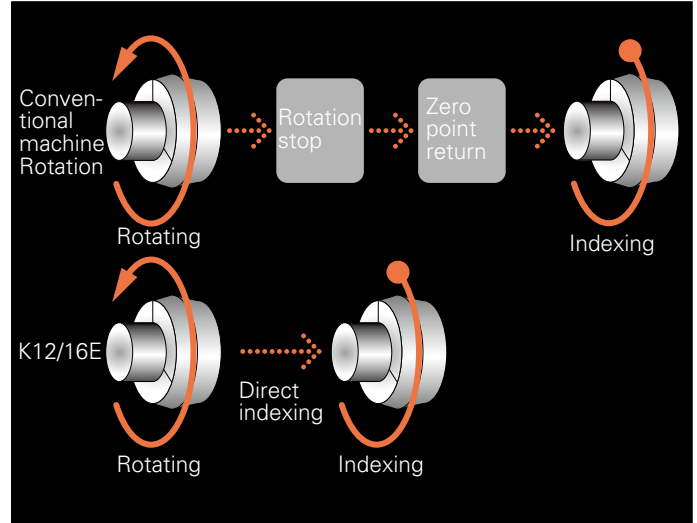 Conven-
tional
machine
Rotation
Rotating
Rotation
stop
Zero
point
return
Indexing
K12/16E
Rotating
Direct
indexing
Indexing